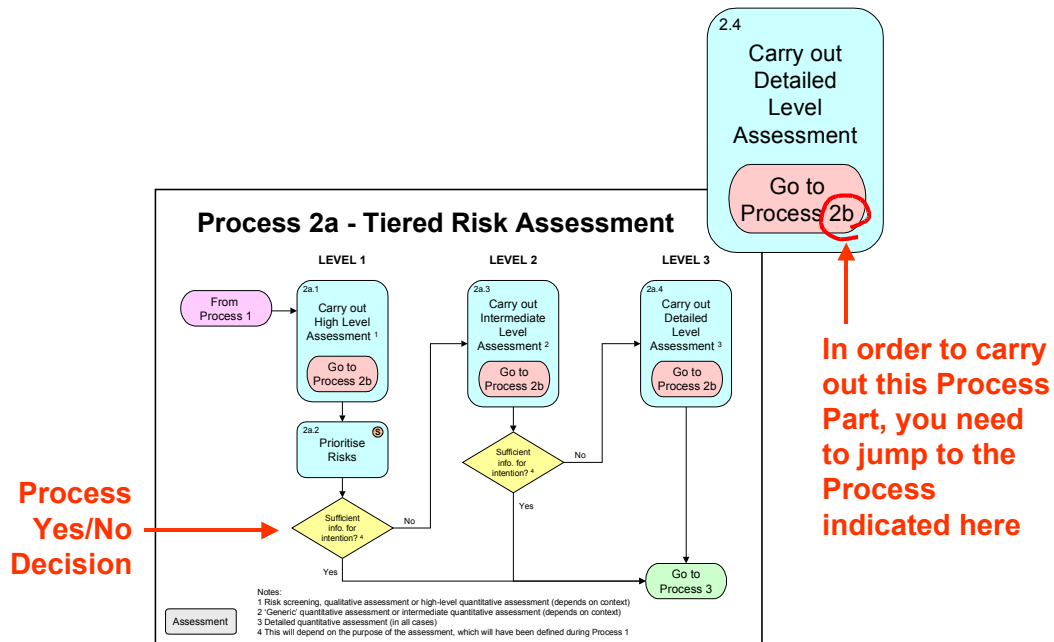 2.4
Carry out
Detailed
Level
Assessment
Go to
Process 2b
Process 2a - Tiered Risk Assessment
LEVEL 1
LEVEL 2
LEVEL 3
From
Process 1
2a.1
Carry out
High Level
Assessment 1
Go to
Process 2b
2a.3
Carry out
Intermediate
Level
Assessment 2
Go to
Process 2b
2a.4
Carry out
Detailed
Level
Assessment 3
Go to
Process 2b
2a.2
S
Prioritise
Risks
Sufficient
info. for
intention? 4
No
Yes
Sufficient
info. for
intention? 4
No
Yes
Go to
Process 3
Process
Yes/No
Decision
In order to carry
out this Process
Part, you need
to jump to the
Process
indicated here
Assessment
Notes:
1 Risk screening, qualitative assessment or high-level quantitative assessment (depends on context)
2 'Generic' quantitative assessment or intermediate quantitative assessment (depends on context)
3 Detailed quantitative assessment (in all cases)
4 This will depend on the purpose of the assessment, which will have been defined during Process 1